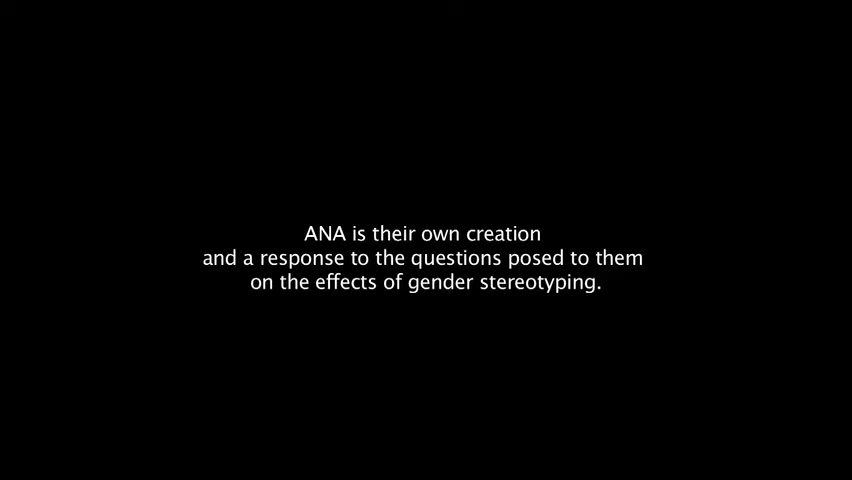 ANA is their own creation
and a response to the questions posed to them
on the effects of gender stereotyping.